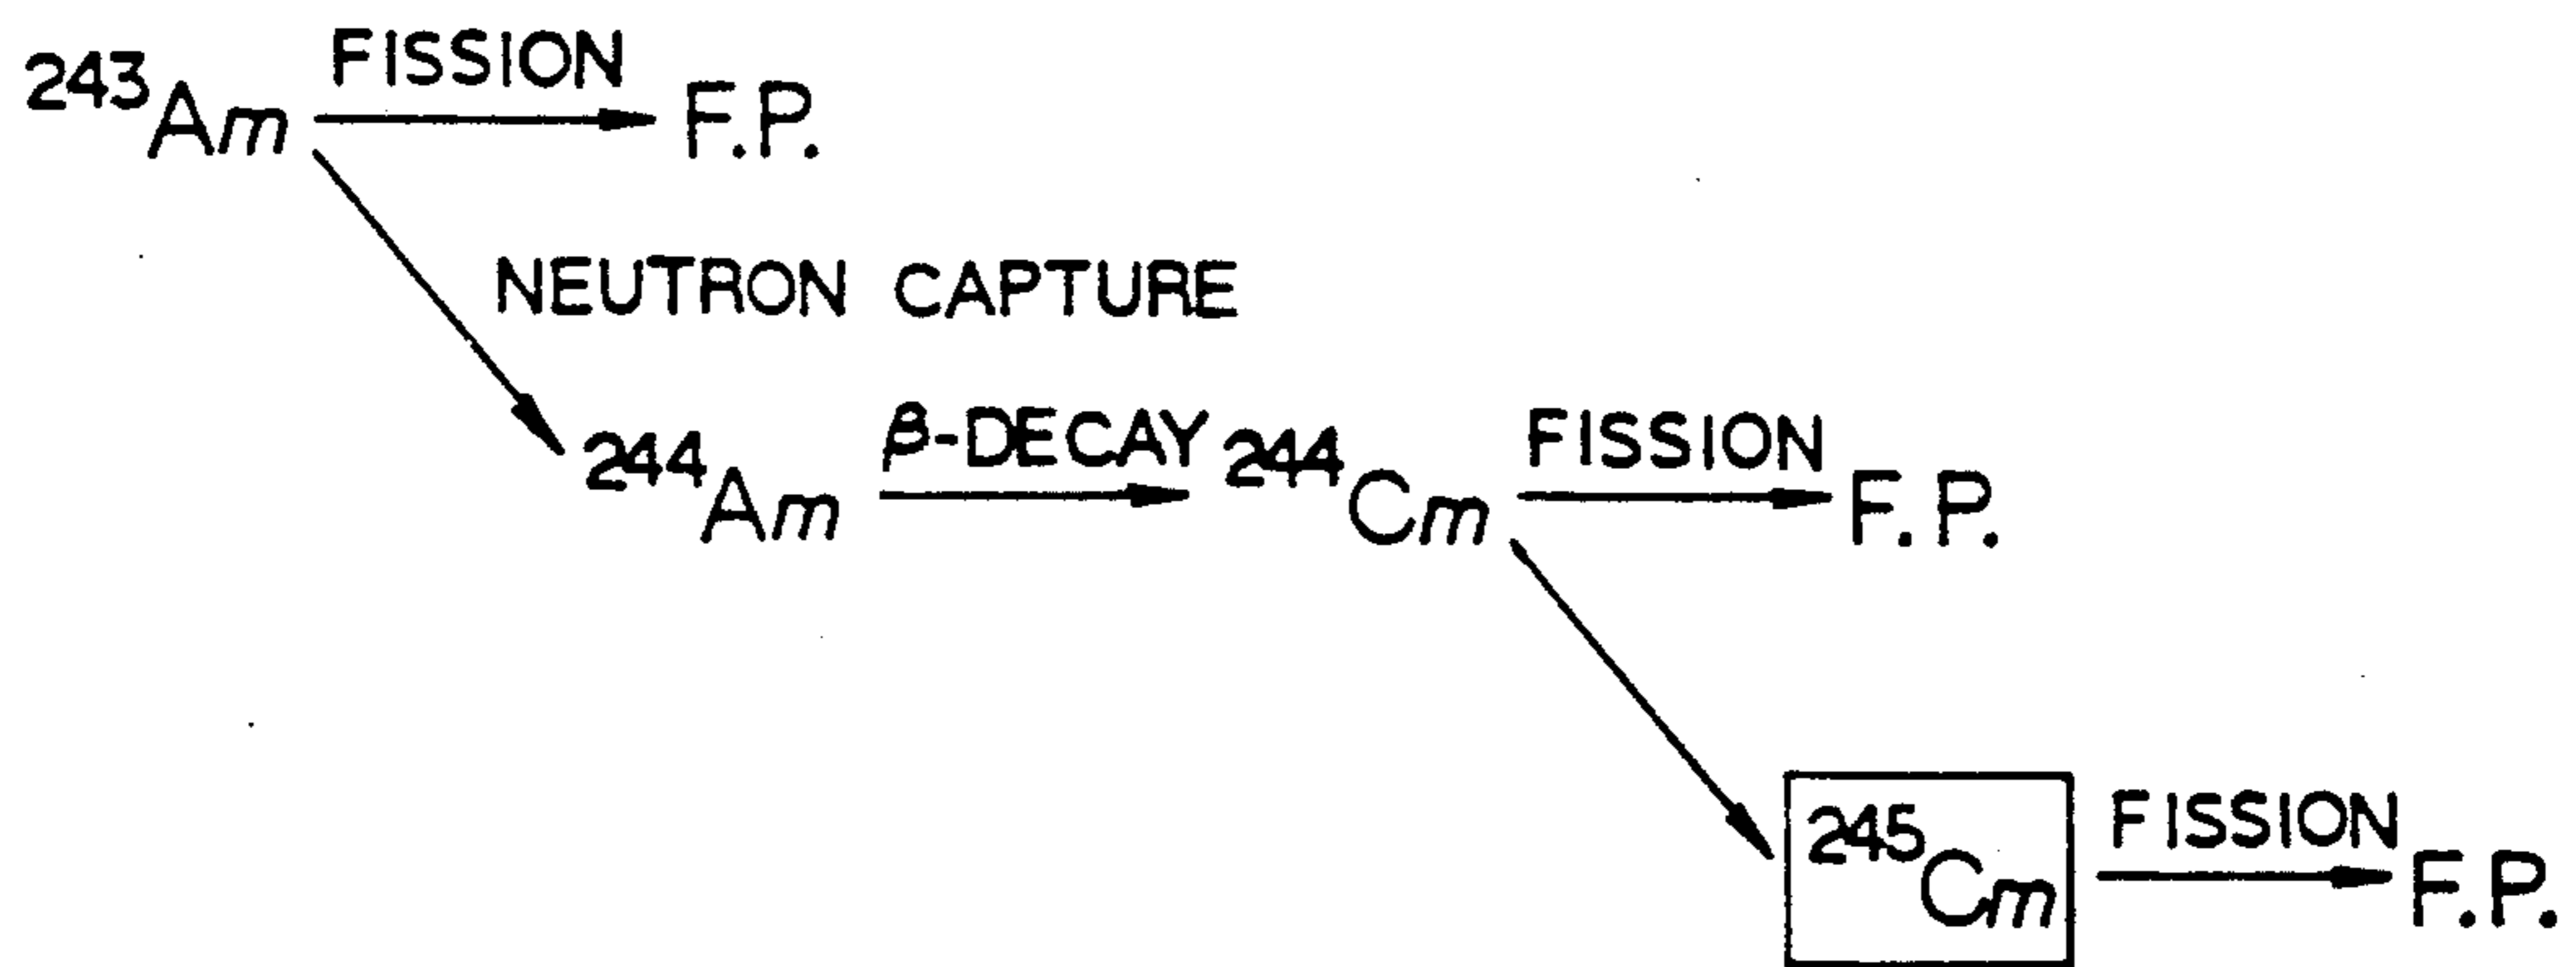 ²⁴³Am FISSION F.P.
NEUTRON CAPTURE
²⁴⁴Am β-DECAY ²⁴⁴Cm FISSION F.P.
²⁴⁵Cm FISSION F.P.